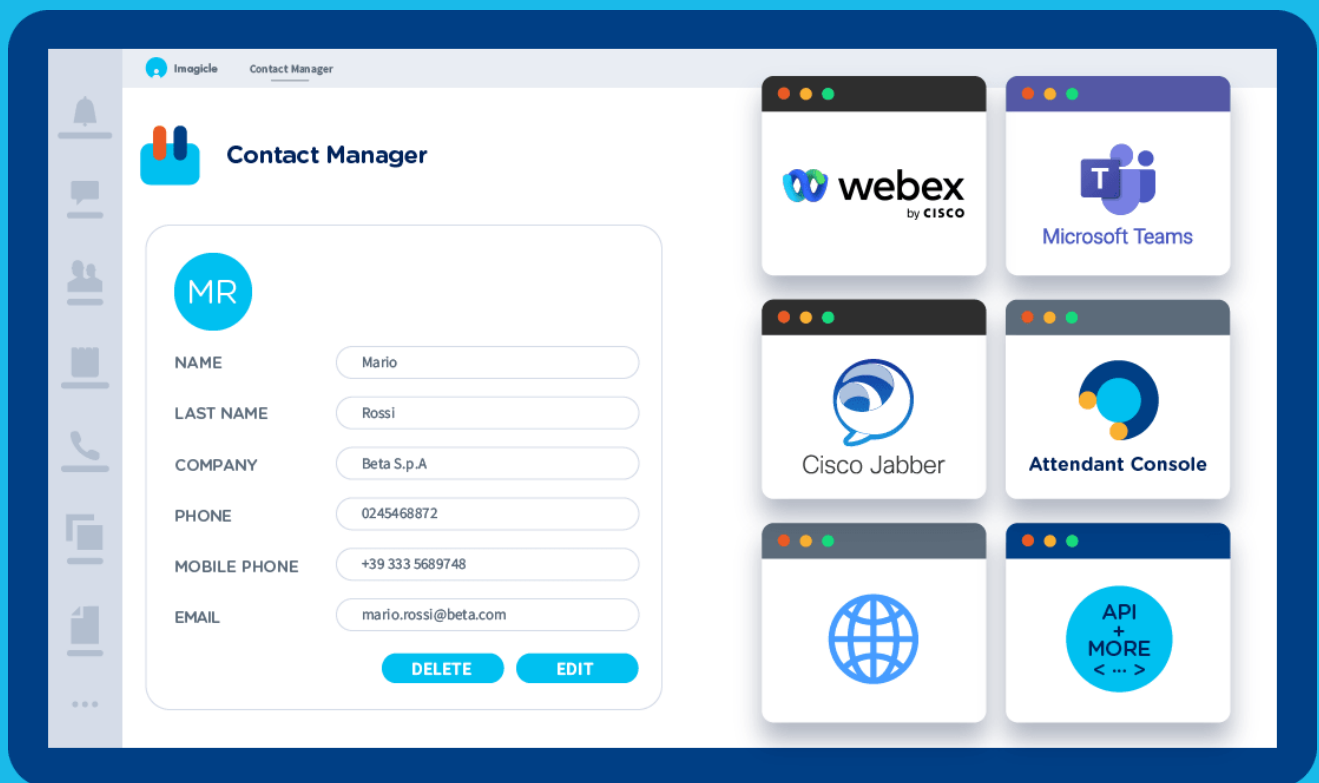 Imagicle Contact Manager
Contact Manager
MR
NAME Mario
LAST NAME Rossi
COMPANY Beta S.p.A
PHONE 0245468872
MOBILE PHONE +39 333 5689748
EMAIL mario.rossi@beta.com
DELETE EDIT
webex
by CISCO
T
Microsoft Teams
Cisco Jabber
Attendant Console
API
+
MORE
< ... >